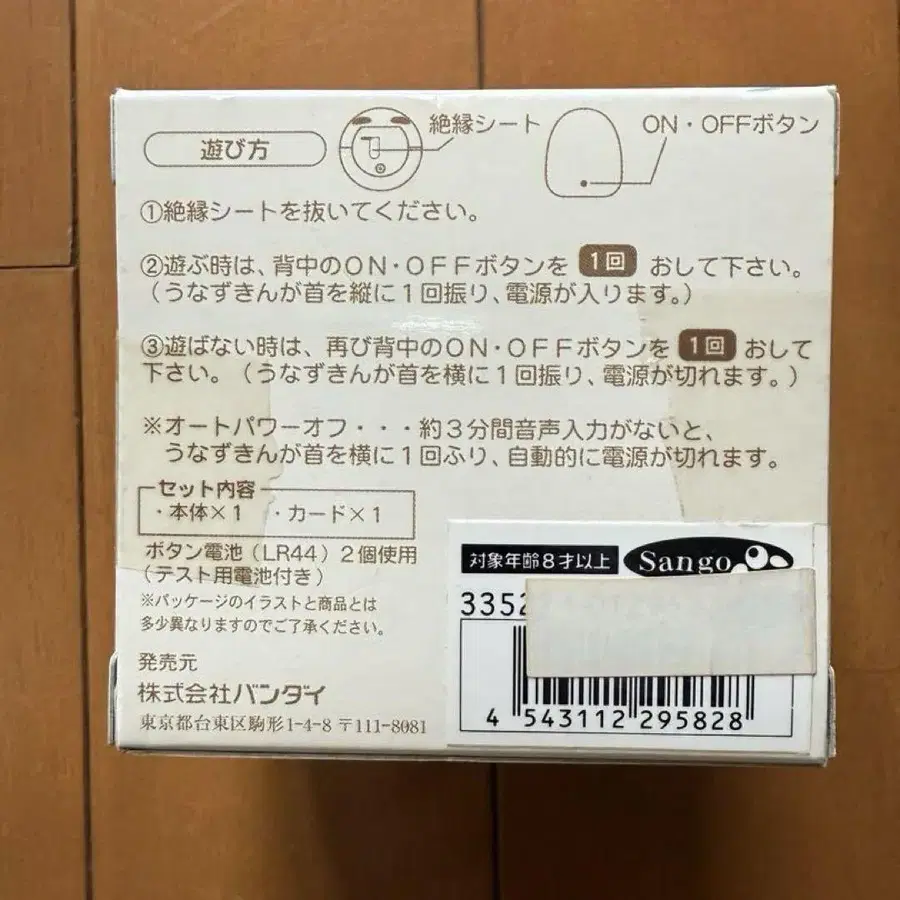 遊び方
絶縁シート
ON・OFFボタン
①絶縁シートを抜いてください。
②遊ぶ時は、背中のON・OFFボタンを 1回 おして下さい。
(うなずきんが首を縦に1回振り、電源が入ります。)
③遊ばない時は、再び背中のON・OFFボタンを 1回 おして
下さい。(うなずきんが首を横に1回振り、電源が切れます。)
※オートパワーオフ・・・約3分間音声入力がないと、
うなずきんが首を横に1回ふり、自動的に電源が切れます。
セット内容
・本体×1 ・カード×1
ボタン電池(LR44)2個使用
(テスト用電池付き)
※パッケージのイラストと商品とは
多少異なりますのでご了承ください。
発売元
株式会社バンダイ
東京都台東区駒形1-4-8 〒111-8081
対象年齢8才以上
Sango
3352
4 543112 295828